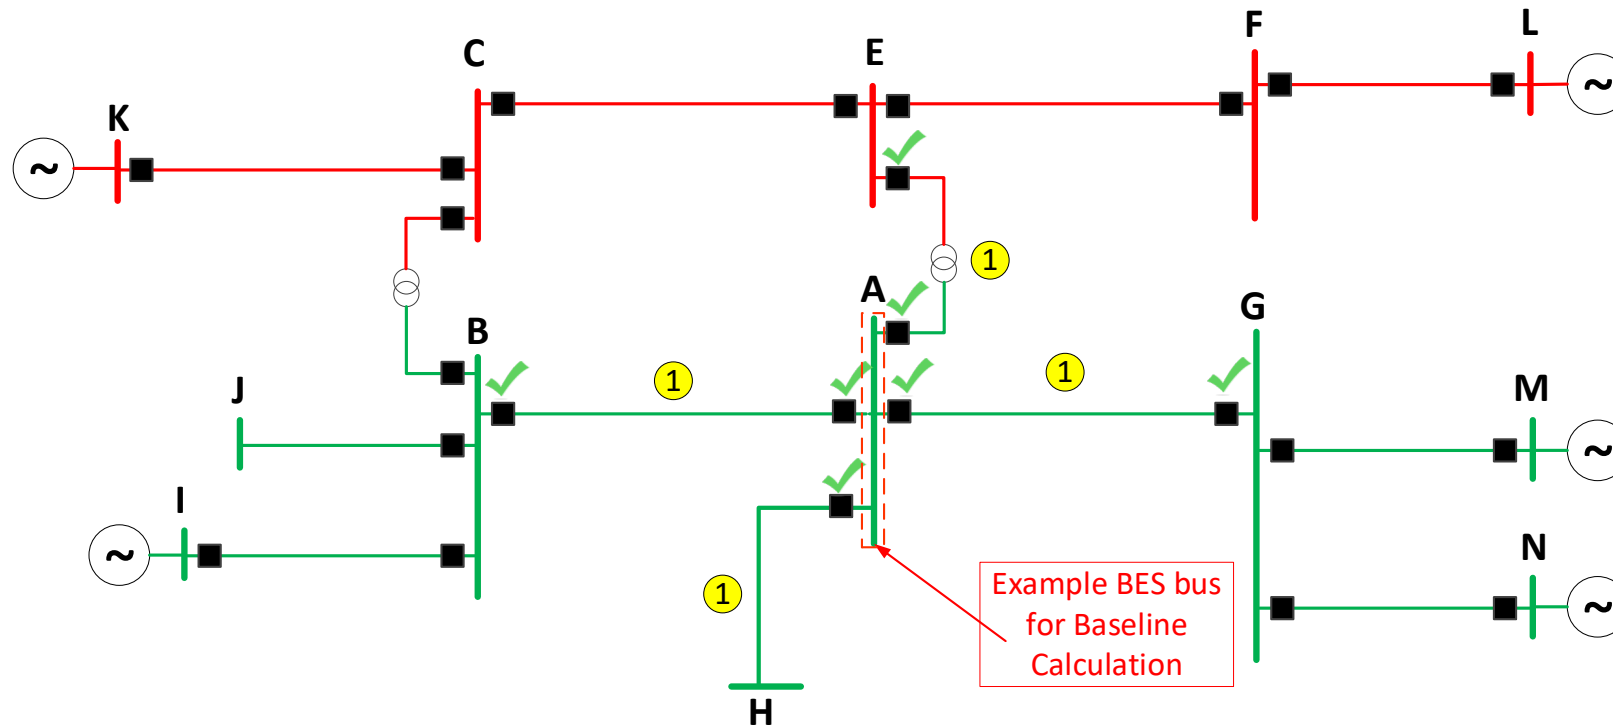 L
F
E
C
K
~
~
1
A
G
B
1
1
J
M
~
I
~
N
~
Example BES bus
for Baseline
Calculation
1
H